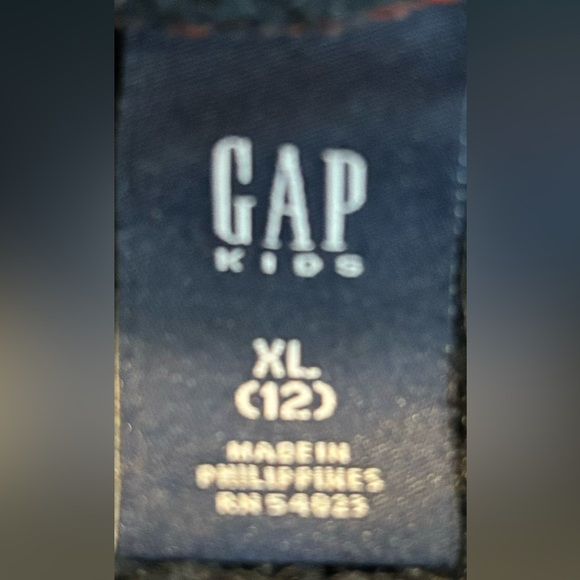 GAP
KIDS
XL
(12)
MADE IN
PHILIPPINES
RN 54023